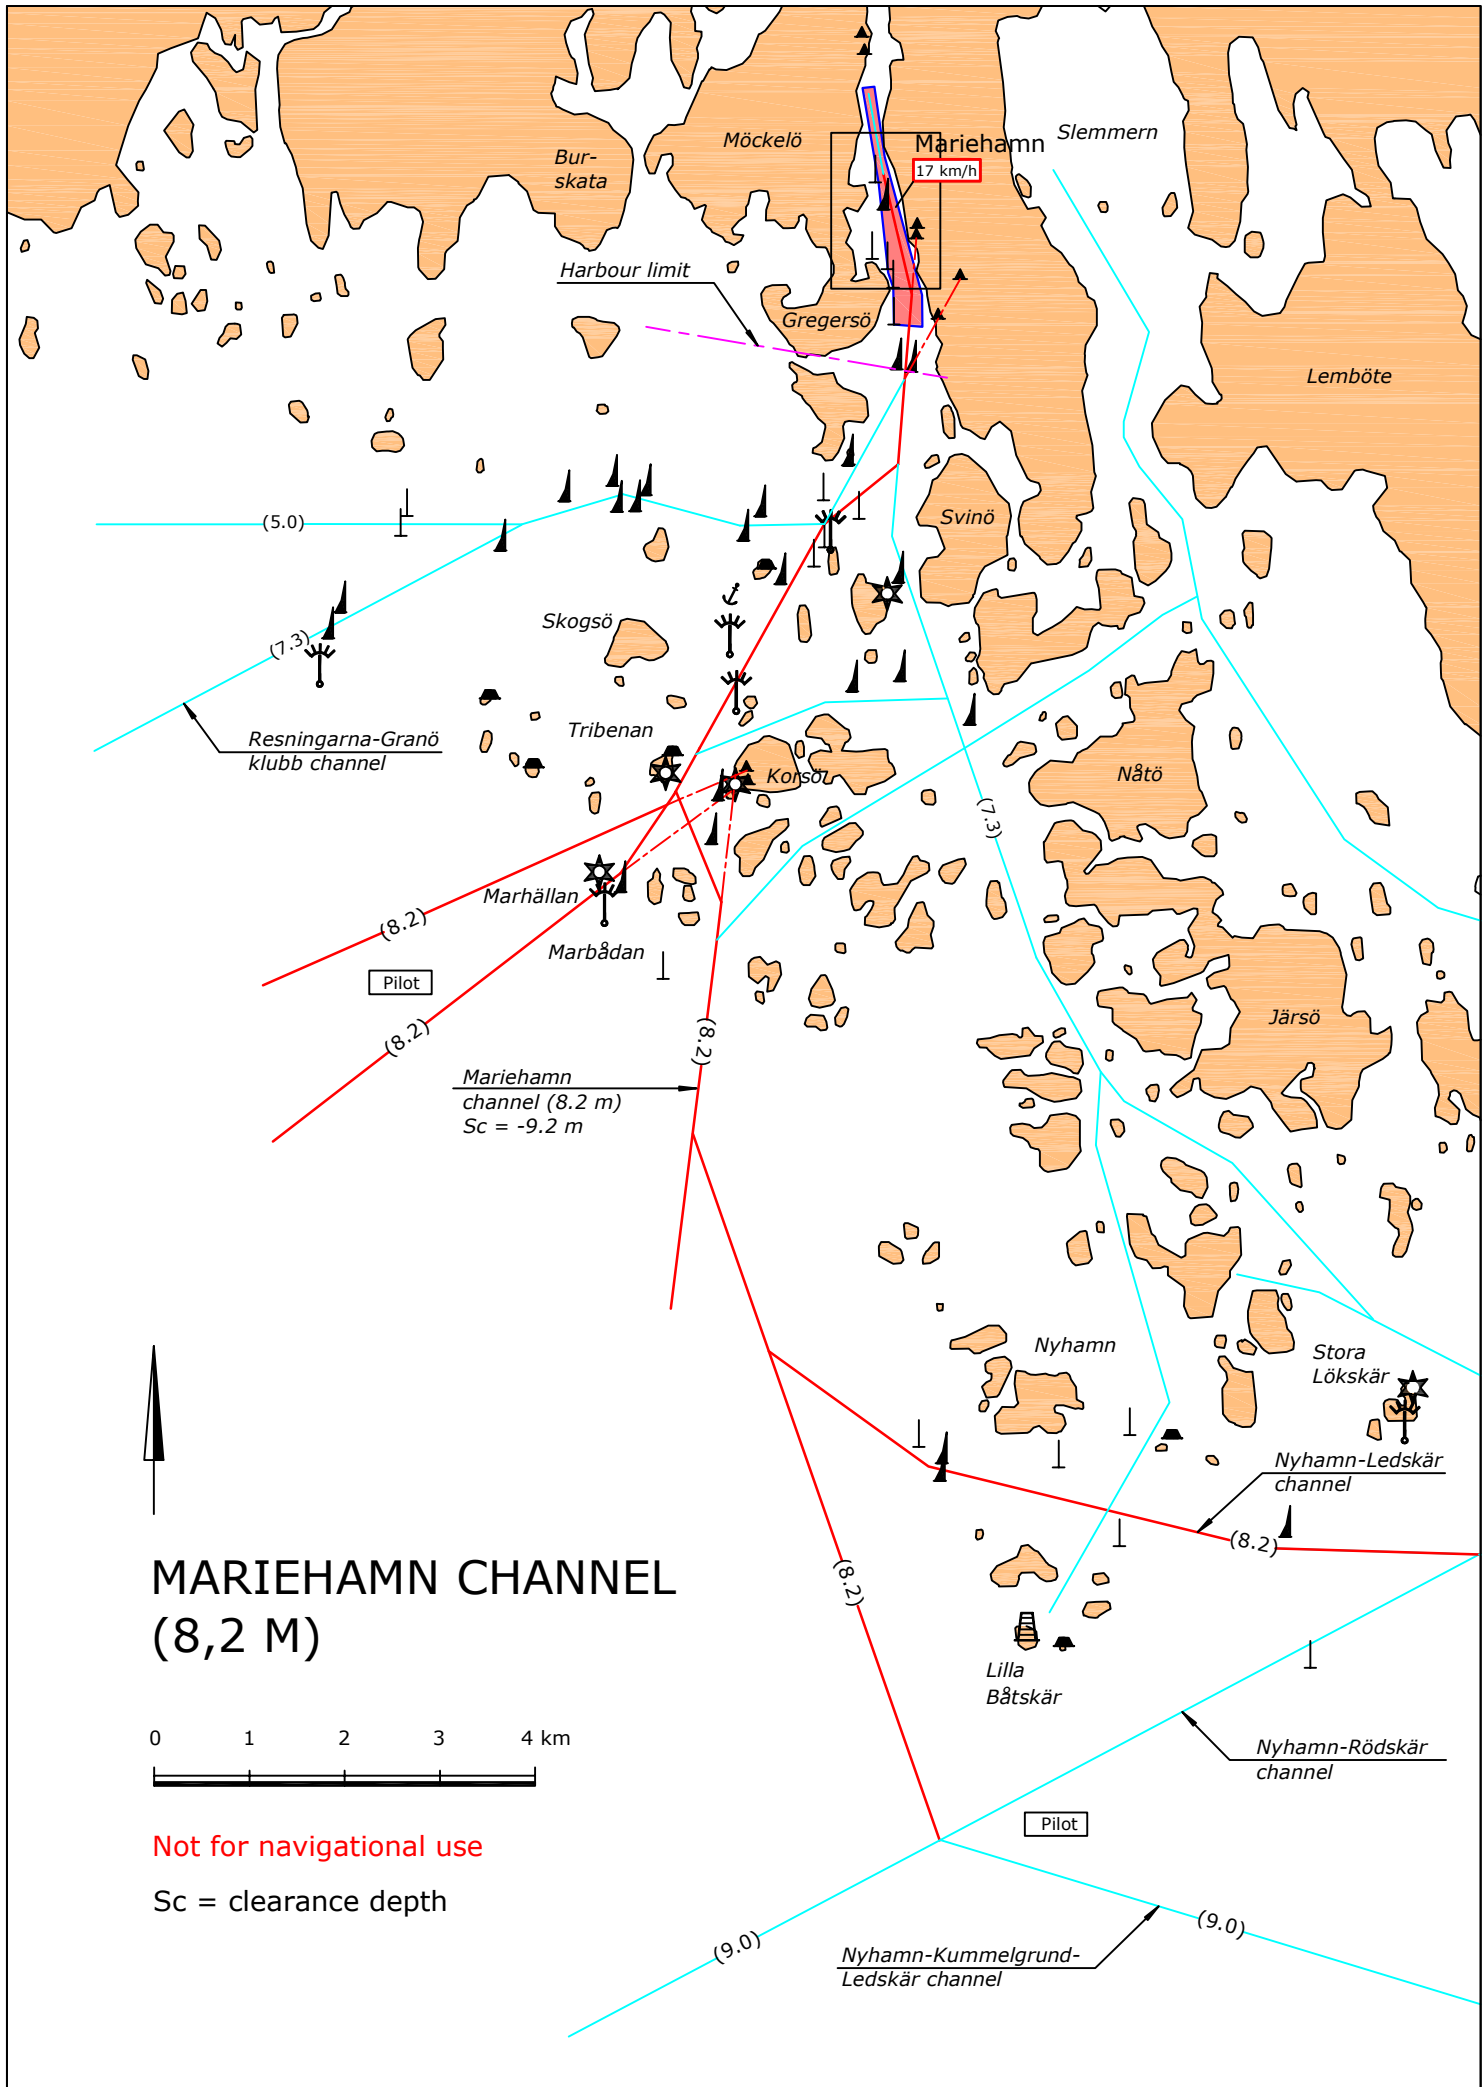 Slemmern
Möckelö
Mariehamn
17 km/h
Bur-
skata
Harbour limit
Gregersö
Lemböte
(5.0)
Svinö
Skogsö
(7.3)
Tribenan
Resningarna-Granö
klubb channel
Korsö
Nåtö
(7.3)
Marhällan
(8.2)
Marbådan
Pilot
(8.2)
(8.2)
Järsö
Mariehamn
channel (8.2 m)
Sc = -9.2 m
Nyhamn
Stora
Lökskär
Nyhamn-Ledskär
channel
(8.2)
(8.2)
MARIEHAMN CHANNEL
(8,2 M)
Lilla
Båtskär
0 1 2 3 4 km
Nyhamn-Rödskär
channel
Pilot
Not for navigational use
Sc = clearance depth
(9.0)
(9.0)
Nyhamn-Kummelgrund-
Ledskär channel